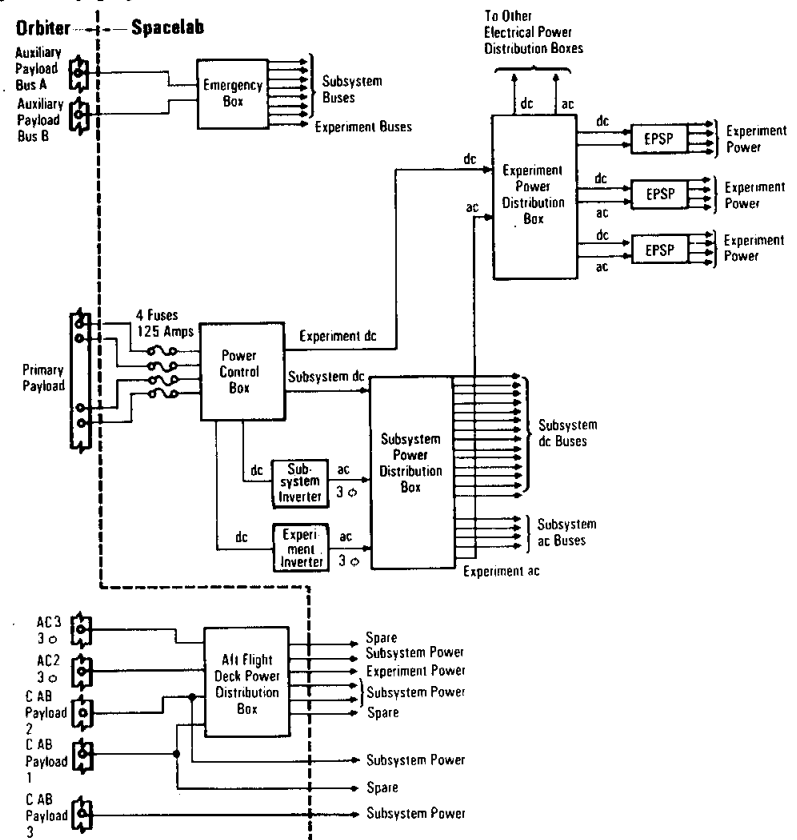 Orbiter
Spacelab
To Other
Electrical Power
Distribution Boxes
Auxiliary
Payload
Bus A
Auxiliary
Payload
Bus B
Emergency
Box
Subsystem
Buses
Experiment Buses
dc
ac
dc
ac
Experiment
Power
Distribution
Box
dc
EPSP
Experiment
Power
dc
ac
EPSP
Experiment
Power
dc
ac
EPSP
Experiment
Power
Primary
Payload
4 Fuses
125 Amps
Power
Control
Box
Experiment dc
Subsystem dc
Subsystem
Power
Distribution
Box
Subsystem
dc Buses
dc
Sub-
system
Inverter
ac
3 ϕ
dc
Experi-
ment
Inverter
ac
3 ϕ
Subsystem
ac Buses
Experiment ac
AC3
3 ϕ
AC2
3 ϕ
C AB
Payload
2
C AB
Payload
1
C AB
Payload
3
Aft Flight
Deck Power
Distribution
Box
Spare
Subsystem Power
Experiment Power
Subsystem Power
Spare
Subsystem Power
Spare
Subsystem Power